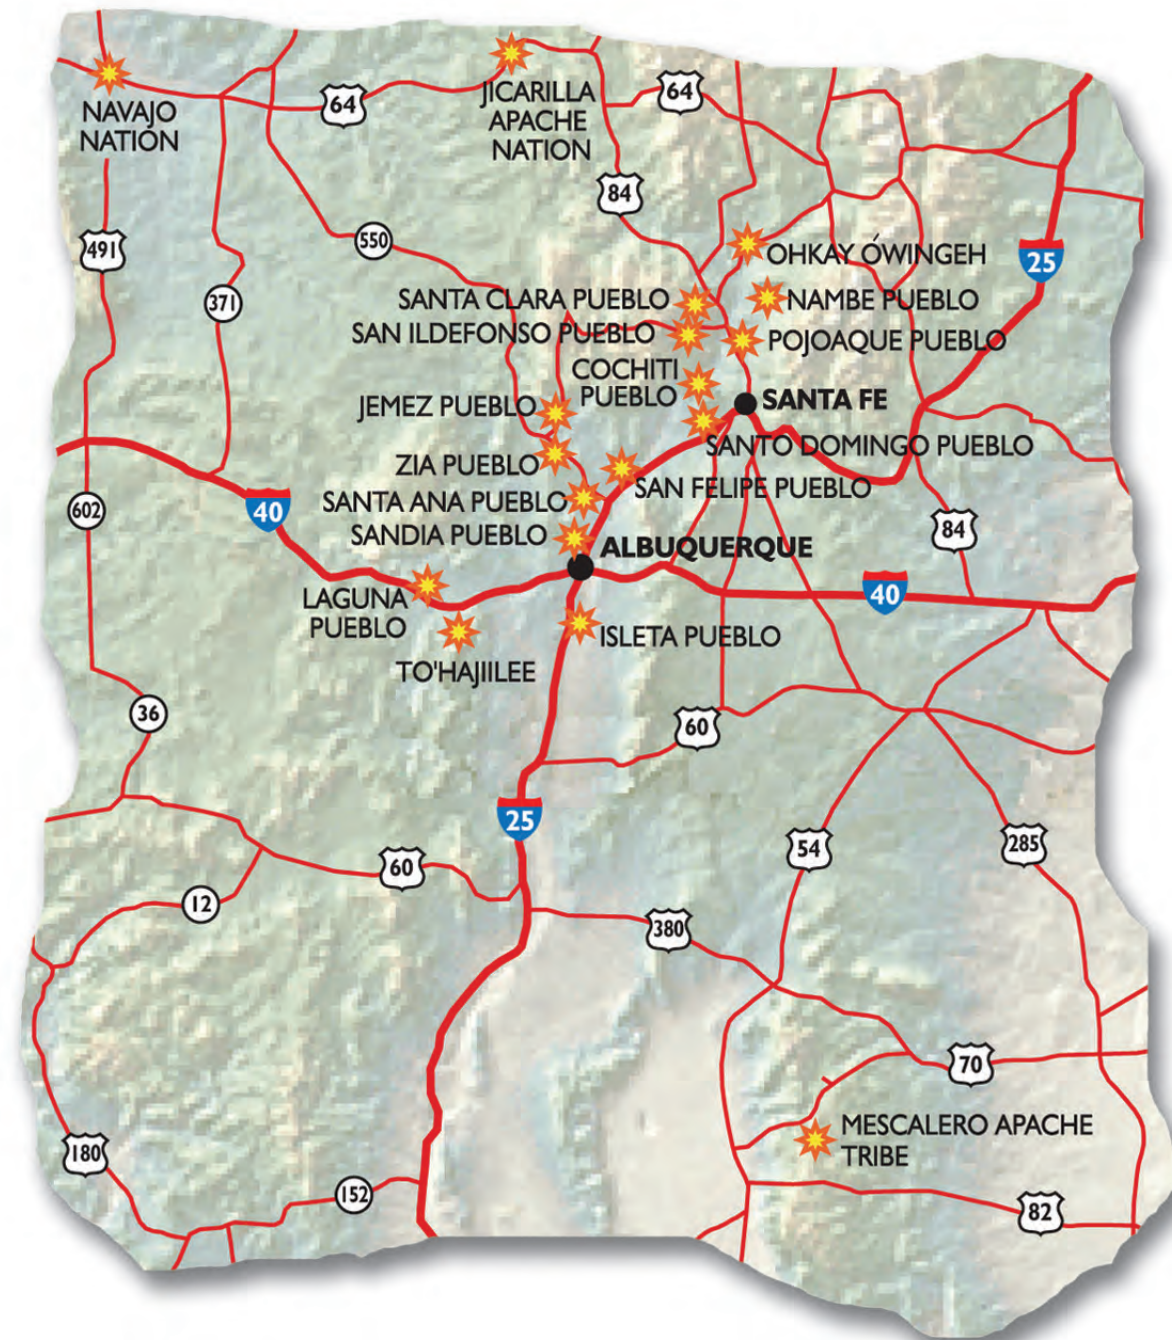 NAVAJO
NATION
64
JICARILLA
APACHE
NATION
64
84
491
550
371
OHKAY ÓWINGEH
25
SANTA CLARA PUEBLO
NAMBE PUEBLO
SAN ILDEFONSO PUEBLO
POJOAQUE PUEBLO
COCHITI
PUEBLO
JEMEZ PUEBLO
SANTA FE
SANTO DOMINGO PUEBLO
ZIA PUEBLO
SAN FELIPE PUEBLO
SANTA ANA PUEBLO
602
40
SANDIA PUEBLO
84
ALBUQUERQUE
LAGUNA
PUEBLO
40
ISLETA PUEBLO
TO'HAJIILEE
36
60
25
54
285
60
12
380
70
MESCALERO APACHE
TRIBE
180
152
82